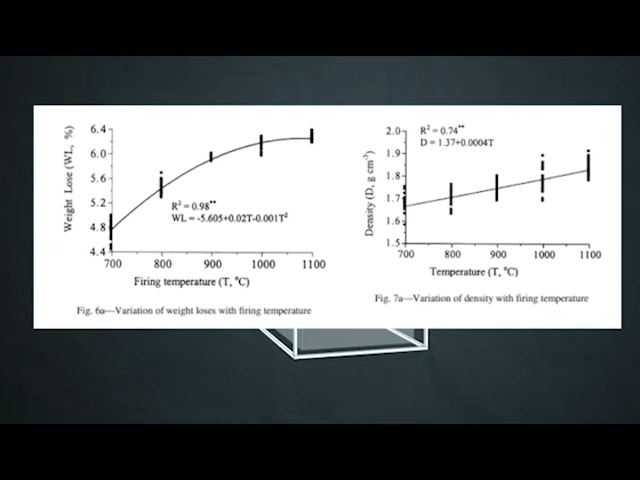 6.4
6.0
5.6
5.2
4.8
4.4
Weight Lose (WL, %)
R² = 0.98**
WL = -5.605+0.02T-0.001T²
700 800 900 1000 1100
Firing temperature (T, °C)
Fig. 6a—Variation of weight loses with firing temperature
2.0
1.9
1.8
1.7
1.6
1.5
Density (D, g cm⁻³)
R² = 0.74**
D = 1.37+0.0004T
700 800 900 1000 1100
Temperature (T, °C)
Fig. 7a—Variation of density with firing temperature